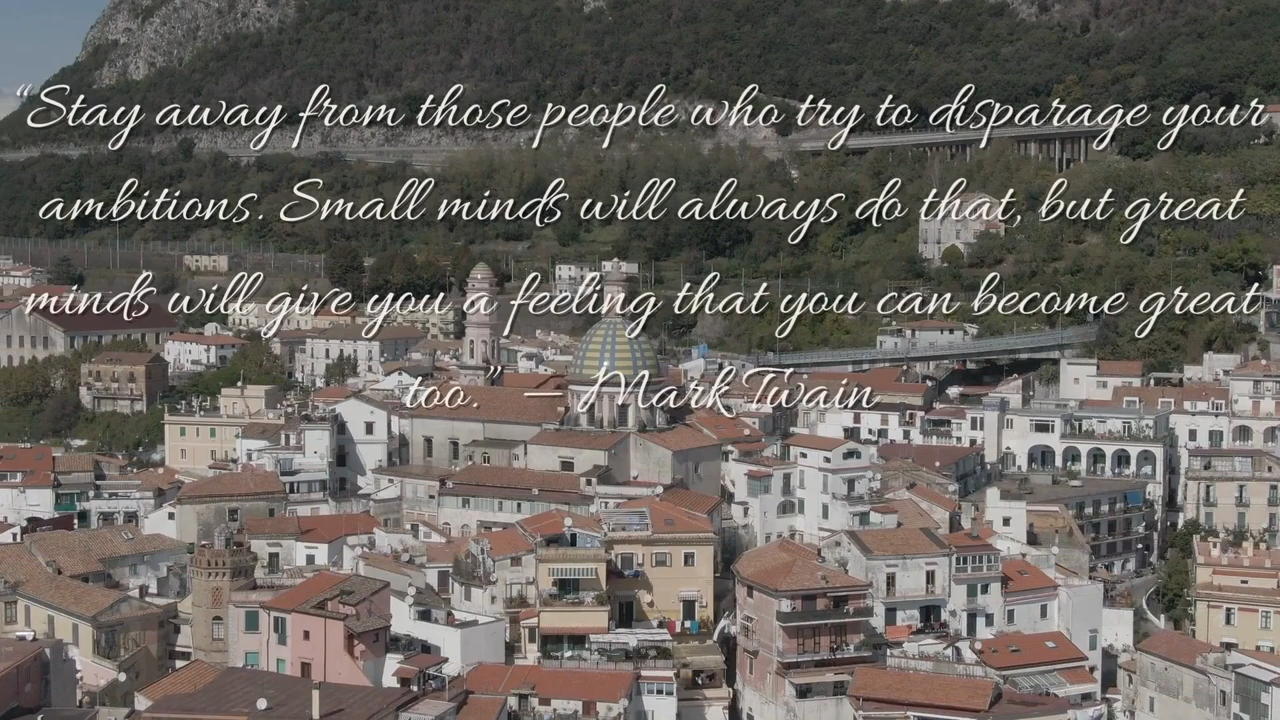 “Stay away from those people who try to disparage your
ambitions. Small minds will always do that, but great
minds will give you a feeling that you can become great
too.” — Mark Twain